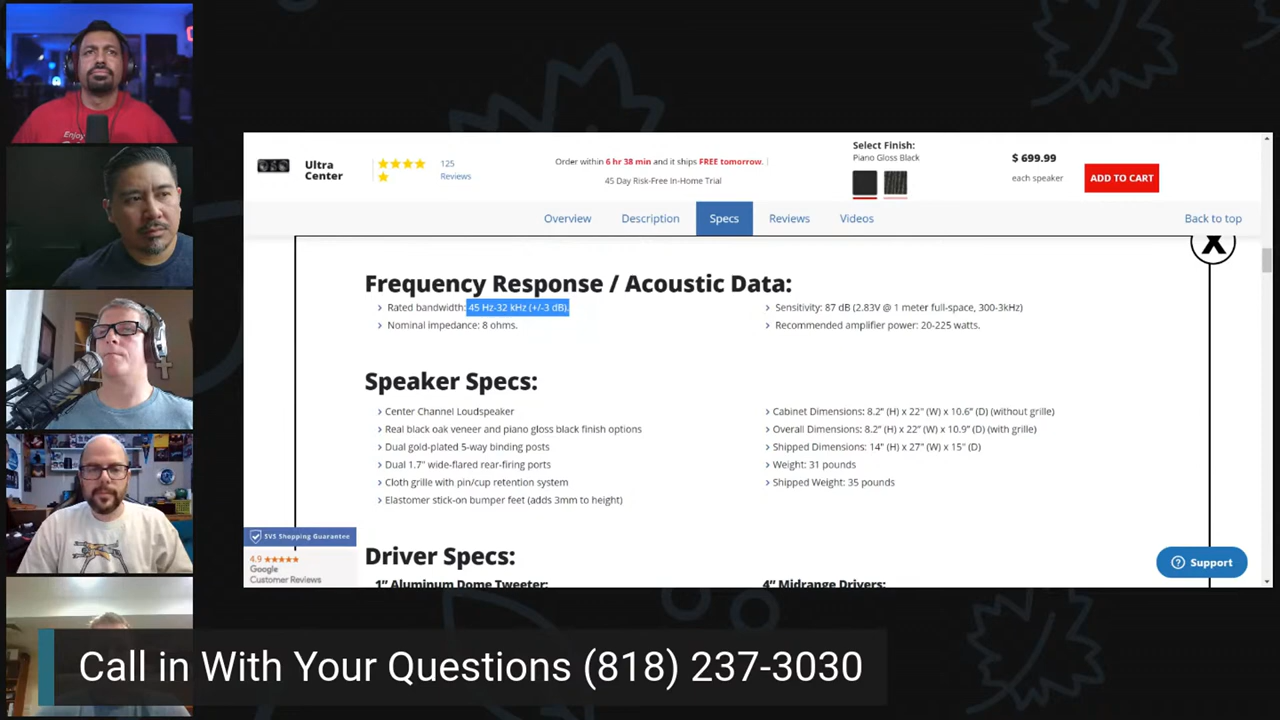 Enjoy
Ultra
Center
125
Reviews
Order within 6 hr 38 min and it ships FREE tomorrow.
45 Day Risk-Free In-Home Trial
Select Finish:
Piano Gloss Black
$ 699.99
each speaker
ADD TO CART
Overview
Description
Specs
Reviews
Videos
Back to top
X
Frequency Response / Acoustic Data:
› Rated bandwidth: 45 Hz-32 kHz (+/-3 dB).
› Nominal impedance: 8 ohms.
› Sensitivity: 87 dB (2.83V @ 1 meter full-space, 300-3kHz)
› Recommended amplifier power: 20-225 watts.
Speaker Specs:
› Center Channel Loudspeaker
› Real black oak veneer and piano gloss black finish options
› Dual gold-plated 5-way binding posts
› Dual 1.7" wide-flared rear-firing ports
› Cloth grille with pin/cup retention system
› Elastomer stick-on bumper feet (adds 3mm to height)
› Cabinet Dimensions: 8.2" (H) x 22" (W) x 10.6" (D) (without grille)
› Overall Dimensions: 8.2" (H) x 22" (W) x 10.9" (D) (with grille)
› Shipped Dimensions: 14" (H) x 27" (W) x 15" (D)
› Weight: 31 pounds
› Shipped Weight: 35 pounds
SVS Shopping Guarantee
4.9
Google
Customer Reviews
Driver Specs:
1" Aluminum Dome Tweeter:
4" Midrange Drivers:
Support
Call in With Your Questions (818) 237-3030